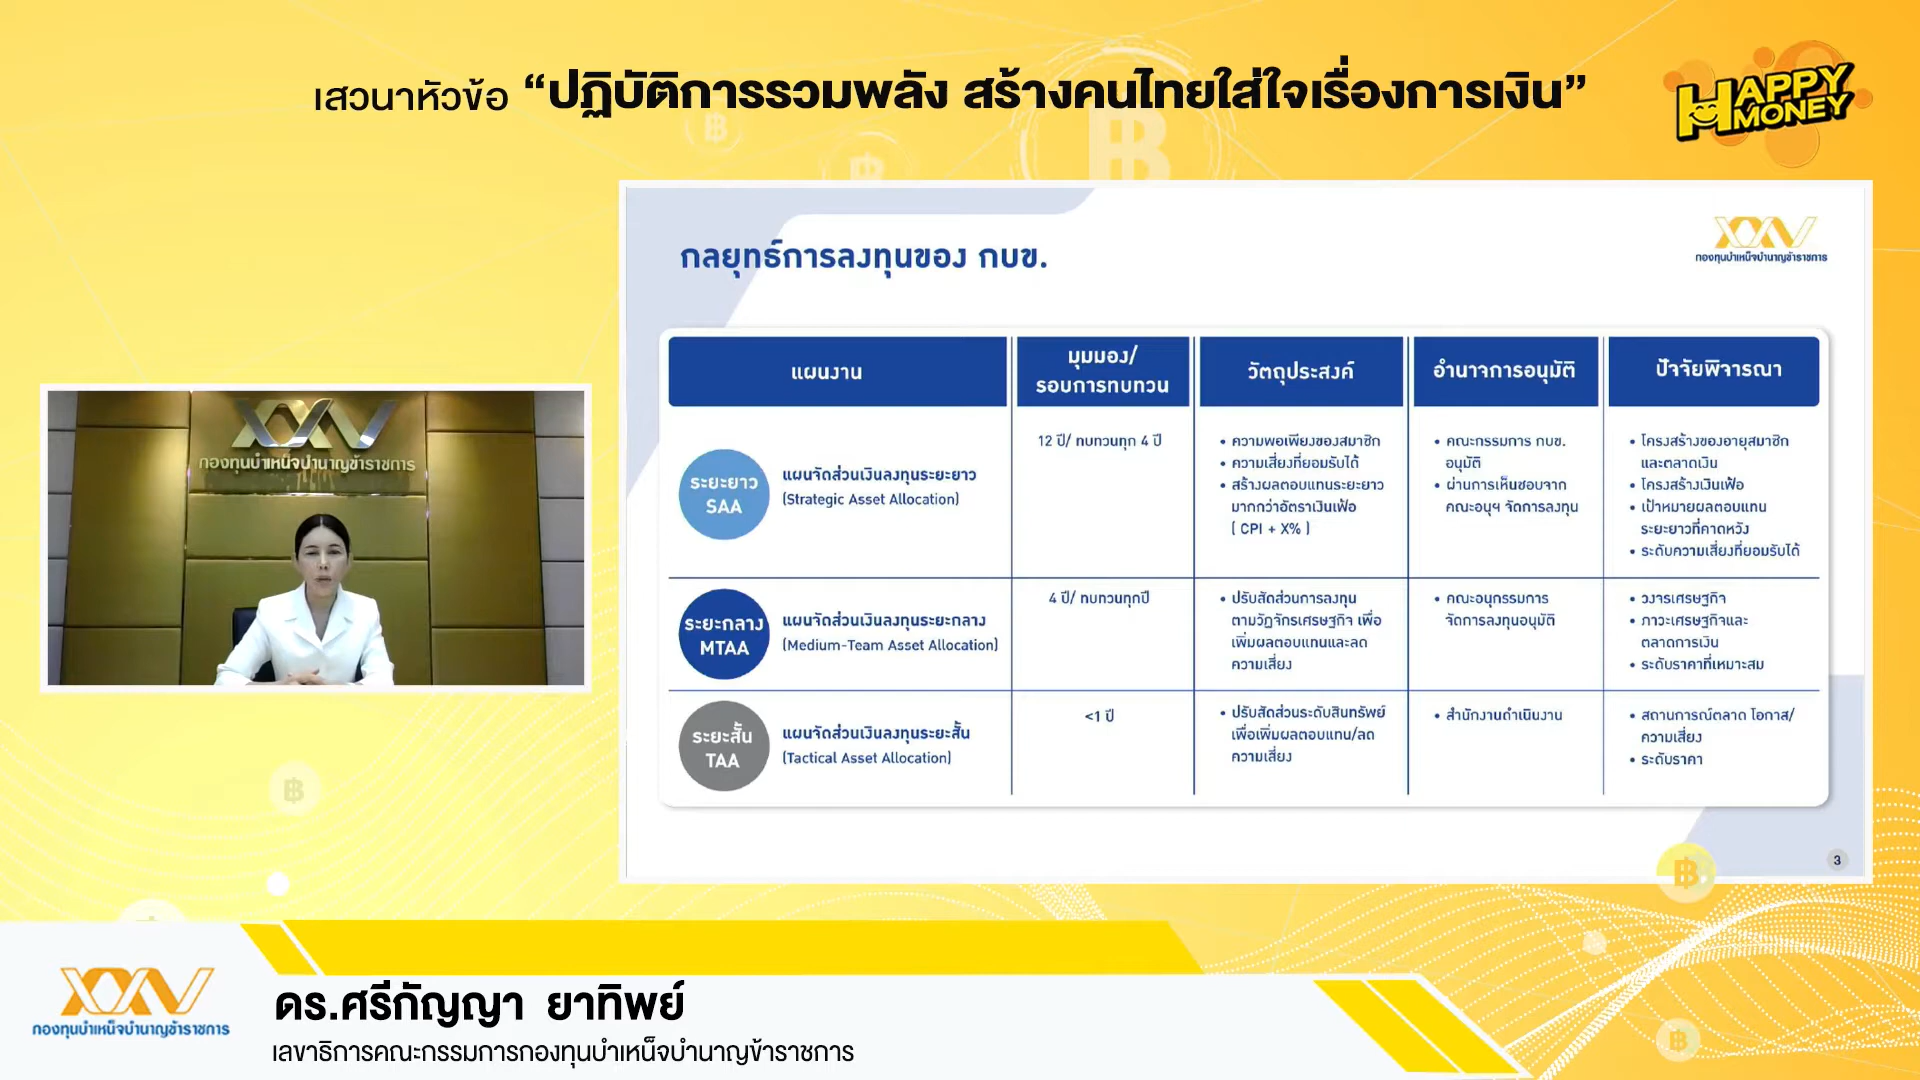 เสวนาหัวข้อ “ปฏิบัติการรวมพลัง สร้างคนไทยใส่ใจเรื่องการเงิน”
HAPPY
MONEY
กลยุทธ์การลงทุนของ กบข.
กองทุนบำเหน็จบำนาญข้าราชการ
แผนงาน
มุมมอง/
รอบการทบทวน
วัตถุประสงค์
อำนาจการอนุมัติ
ปัจจัยพิจารณา
ระยะยาว
SAA
แผนจัดส่วนเงินลงทุนระยะยาว
(Strategic Asset Allocation)
12 ปี/ ทบทวนทุก 4 ปี
• ความพอเพียงของสมาชิก
• ความเสี่ยงที่ยอมรับได้
• สร้างผลตอบแทนระยะยาว
มากกว่าอัตราเงินเฟ้อ
( CPI + X% )
• คณะกรรมการ กบข.
อนุมัติ
• ผ่านการเห็นชอบจาก
คณะอนุฯ จัดการลงทุน
• โครงสร้างของอายุสมาชิก
และตลาดเงิน
• โครงสร้างเงินเฟ้อ
• เป้าหมายผลตอบแทน
ระยะยาวที่คาดหวัง
• ระดับความเสี่ยงที่ยอมรับได้
ระยะกลาง
MTAA
แผนจัดส่วนเงินลงทุนระยะกลาง
(Medium-Team Asset Allocation)
4 ปี/ ทบทวนทุกปี
• ปรับสัดส่วนการลงทุน
ตามวัฏจักรเศรษฐกิจ เพื่อ
เพิ่มผลตอบแทนและลด
ความเสี่ยง
• คณะอนุกรรมการ
จัดการลงทุนอนุมัติ
• วงจรเศรษฐกิจ
• ภาวะเศรษฐกิจและ
ตลาดการเงิน
• ระดับราคาที่เหมาะสม
ระยะสั้น
TAA
แผนจัดส่วนเงินลงทุนระยะสั้น
(Tactical Asset Allocation)
<1 ปี
• ปรับสัดส่วนระดับสินทรัพย์
เพื่อเพิ่มผลตอบแทน/ลด
ความเสี่ยง
• สำนักงานดำเนินงาน
• สถานการณ์ตลาด โอกาส/
ความเสี่ยง
• ระดับราคา
3
กองทุนบำเหน็จบำนาญข้าราชการ
กองทุนบำเหน็จบำนาญข้าราชการ
ดร.ศรีกัญญา ยาทิพย์
เลขาธิการคณะกรรมการกองทุนบำเหน็จบำนาญข้าราชการ